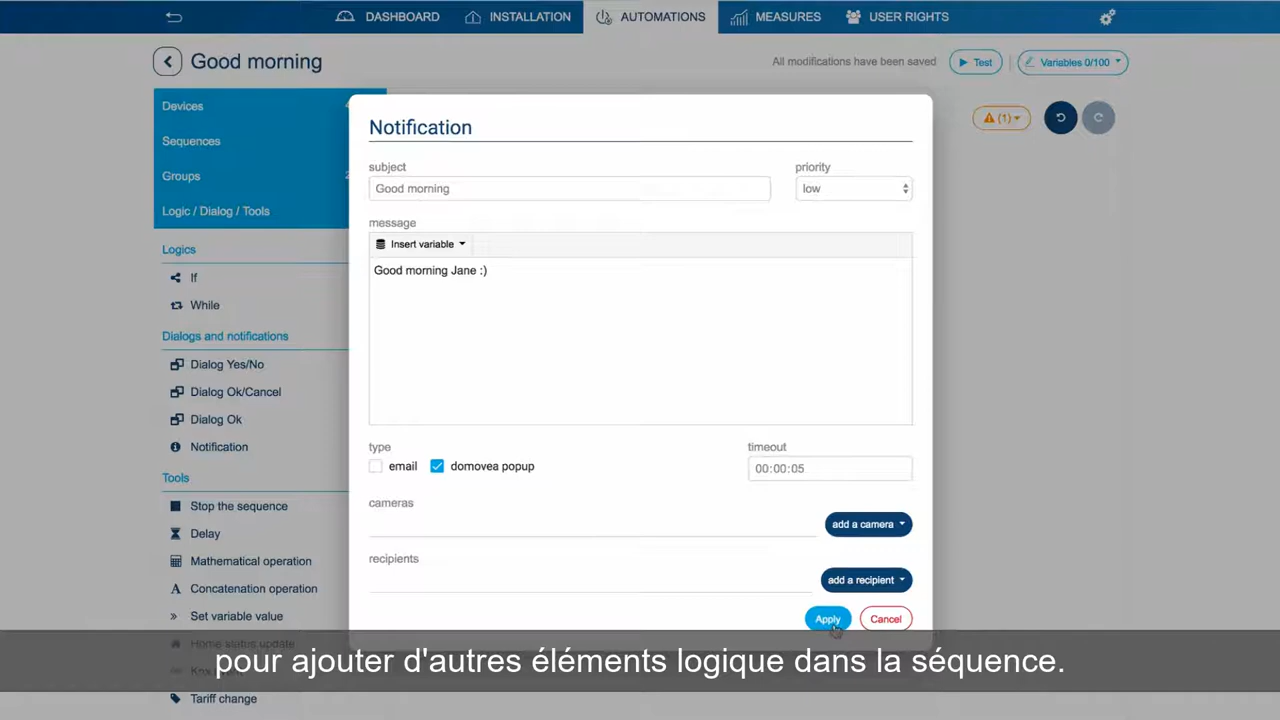 DASHBOARD
INSTALLATION
AUTOMATIONS
MEASURES
USER RIGHTS
Good morning
All modifications have been saved
Test
Variables 0/100
Devices
Sequences
Groups
Logic / Dialog / Tools
(1)
Logics
If
While
Dialogs and notifications
Dialog Yes/No
Dialog Ok/Cancel
Dialog Ok
Notification
Tools
Stop the sequence
Delay
Mathematical operation
Concatenation operation
Set variable value
Home status update
Tariff change
Notification
subject
priority
Good morning
low
message
Insert variable
Good morning Jane :)
type
timeout
email
domovea popup
00:00:05
cameras
add a camera
recipients
add a recipient
Apply
Cancel
pour ajouter d'autres éléments logique dans la séquence.